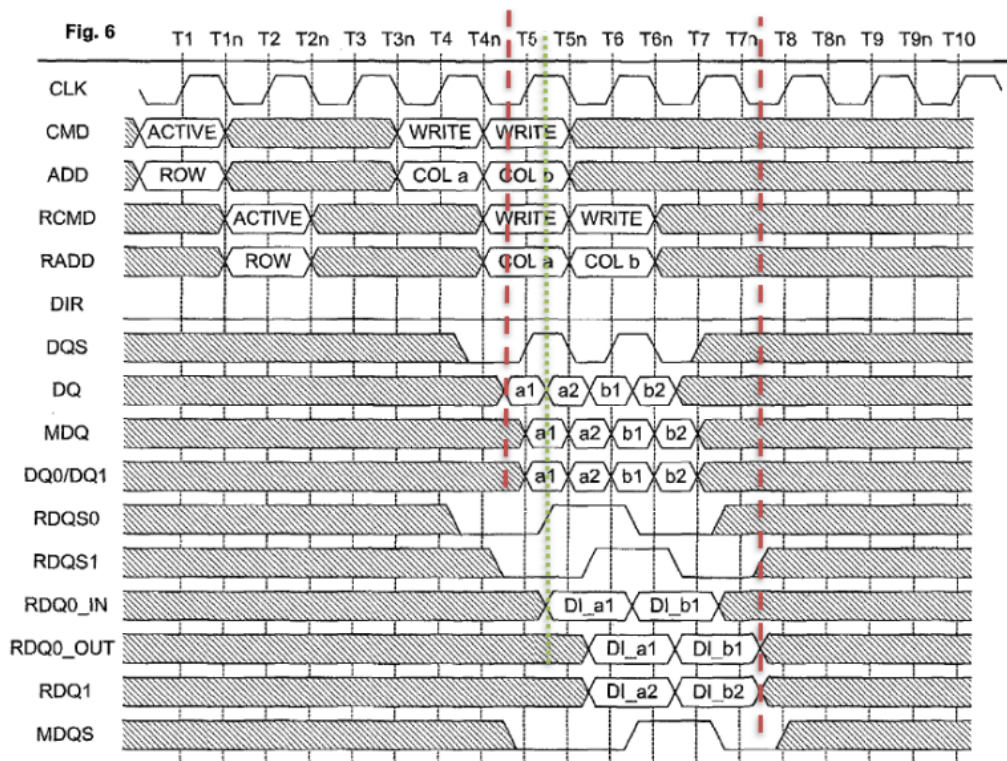 Fig. 6
T1 T1n T2 T2n T3 T3n T4 T4n T5 T5n T6 T6n T7 T7n T8 T8n T9 T9n T10
CLK
CMD ACTIVE WRITE WRITE
ADD ROW COL a COL b
RCMD ACTIVE WRITE WRITE
RADD ROW COL a COL b
DIR
DQS
DQ a1 a2 b1 b2
MDQ a1 a2 b1 b2
DQ0/DQ1 a1 a2 b1 b2
RDQS0
RDQS1
RDQ0_IN DI_a1 DI_b1
RDQ0_OUT DI_a1 DI_b1
RDQ1 DI_a2 DI_b2
MDQS